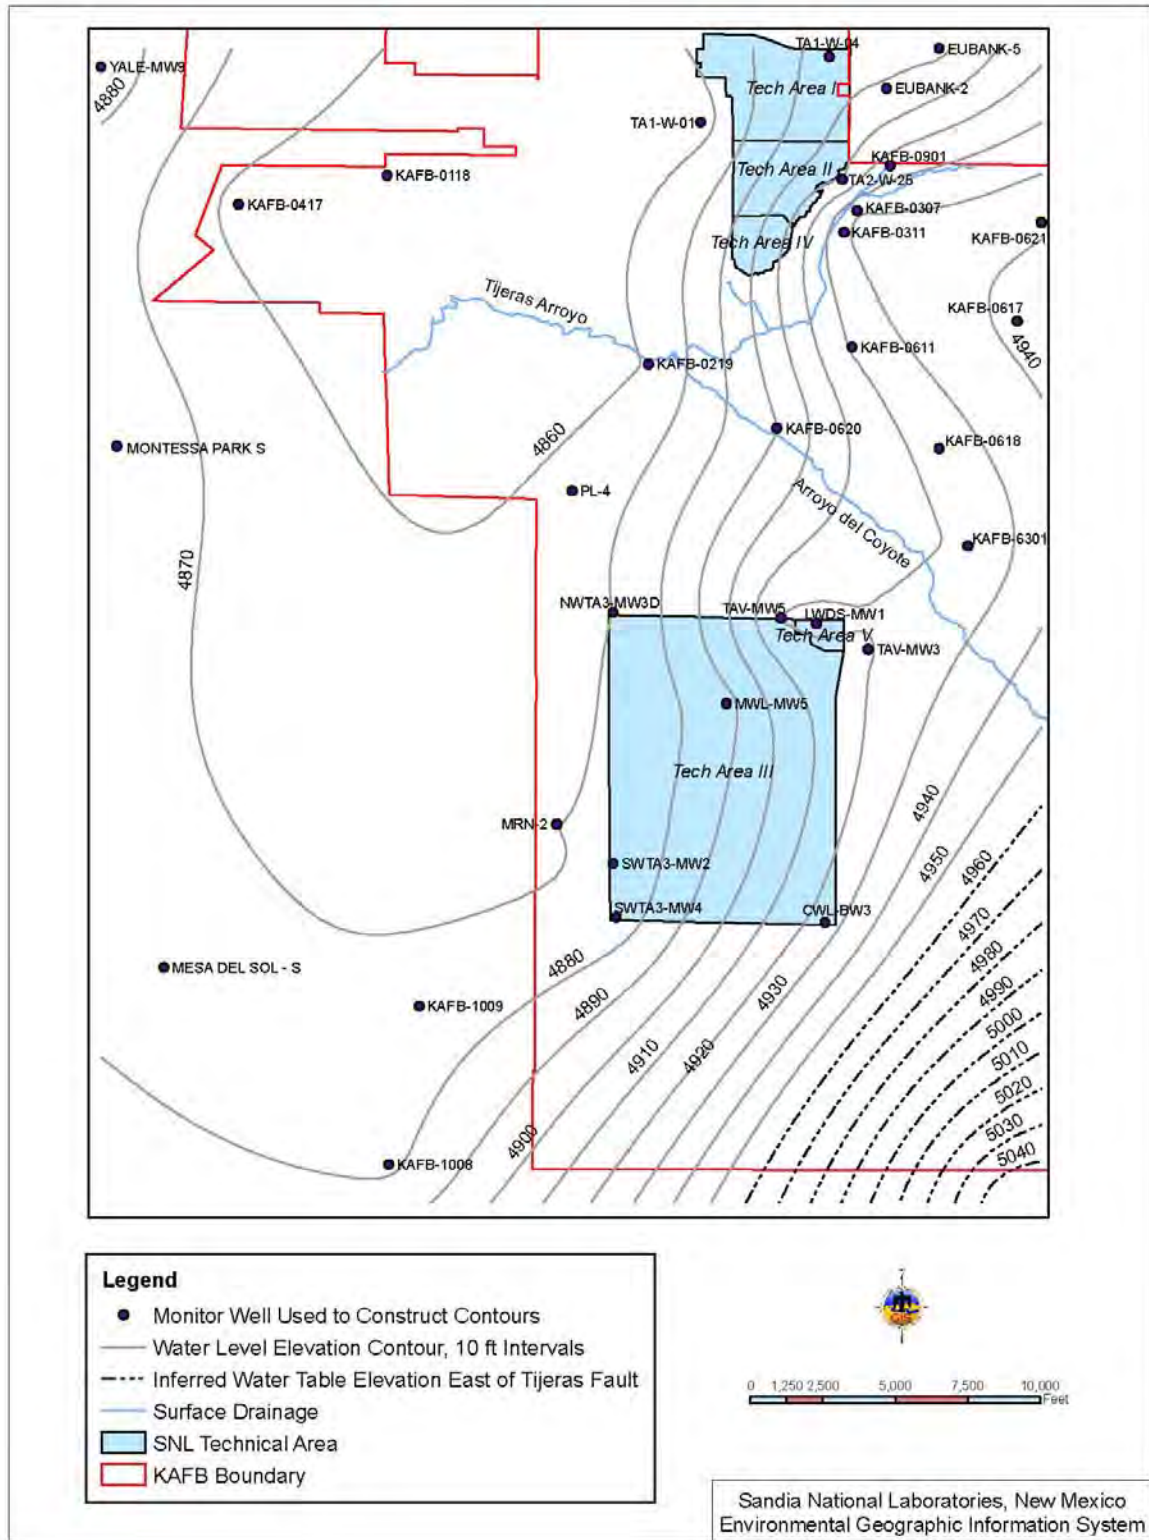 TA1-W-04
EUBANK-5
YALE-MW9
4880
Tech Area I
EUBANK-2
TA1-W-01
KAFB-0901
Tech Area II
TA2-W-25
KAFB-0118
KAFB-0417
KAFB-0307
KAFB-0311
KAFB-0621
Tech Area IV
Tijeras Arroyo
KAFB-0617
4940
KAFB-0611
KAFB-0219
4860
KAFB-0620
KAFB-0618
MONTESSA PARK S
PL-4
Arroyo del Coyote
KAFB-6301
4870
NWTA3-MW3D
TAV-MW5
LWDS-MW1
Tech Area V
TAV-MW3
MWL-MW5
Tech Area III
MRN-2
4940
4950
4960
SWTA3-MW2
SWTA3-MW4
CWL-BW3
4970
4980
4880
MESA DEL SOL - S
4890
4930
4990
KAFB-1009
5000
4910
4920
5010
5020
4900
5030
5040
KAFB-1008
Legend
Monitor Well Used to Construct Contours
Water Level Elevation Contour, 10 ft Intervals
Inferred Water Table Elevation East of Tijeras Fault
Surface Drainage
SNL Technical Area
KAFB Boundary
0 1,250 2,500 5,000 7,500 10,000
Feet
Sandia National Laboratories, New Mexico
Environmental Geographic Information System